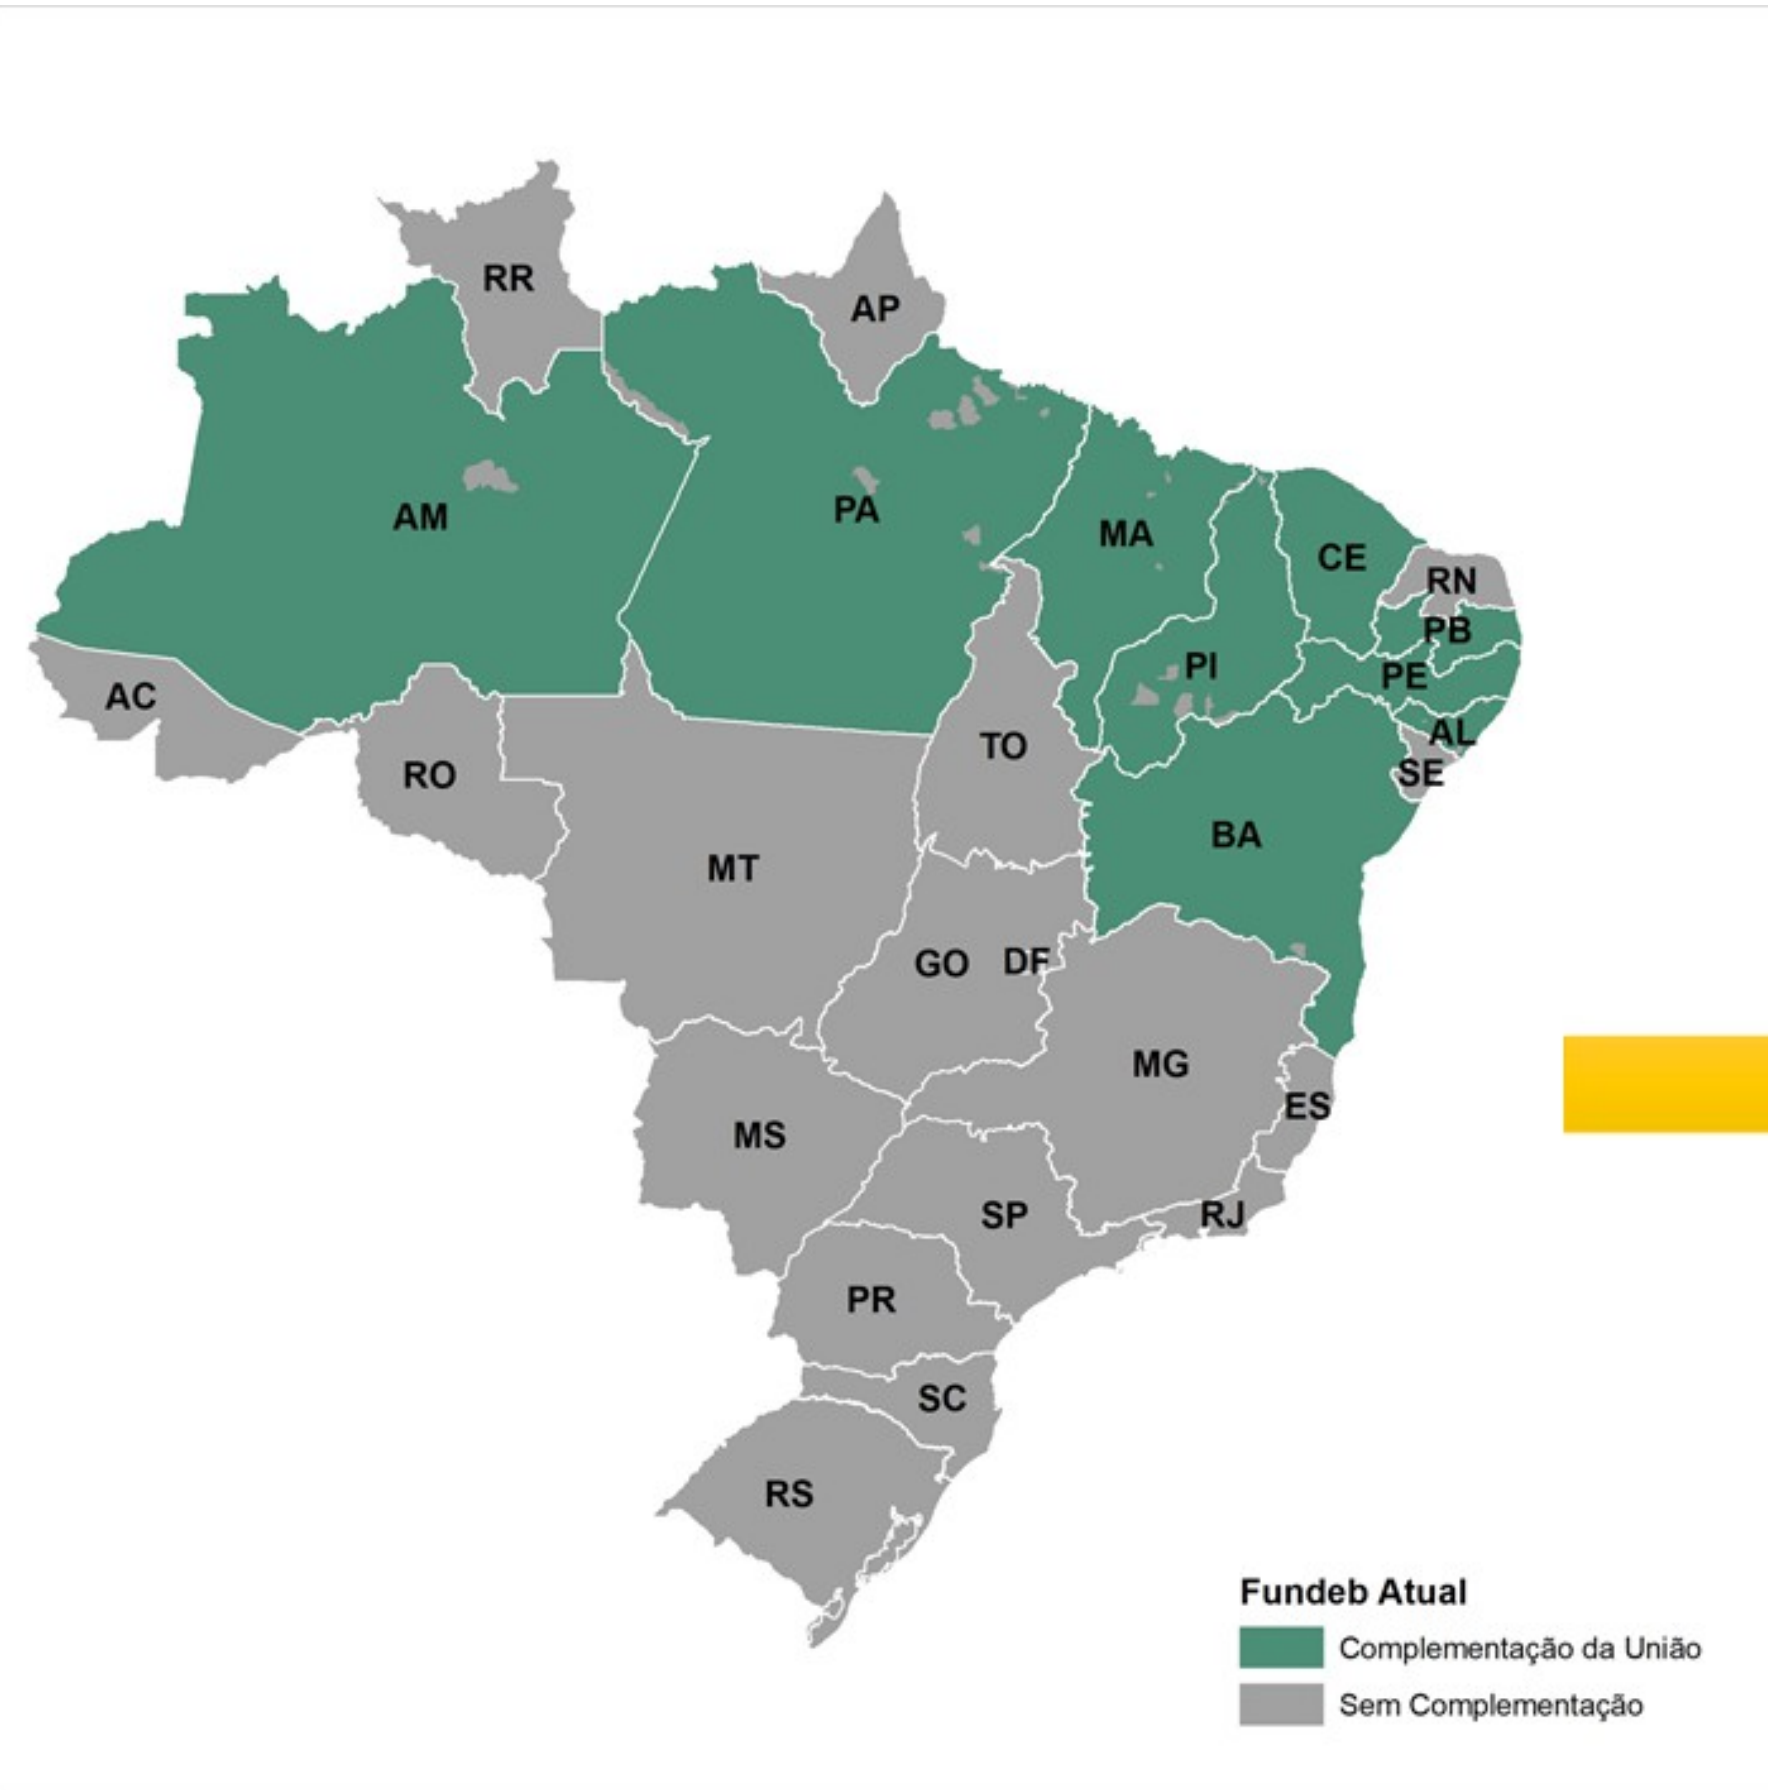 RR
AP
AM
PA
MA
CE
RN
PB
PI
PE
AC
AL
TO
SE
RO
BA
MT
GO
DF
MG
ES
MS
SP
RJ
PR
SC
RS
Fundeb Atual
Complementação da União
Sem Complementação